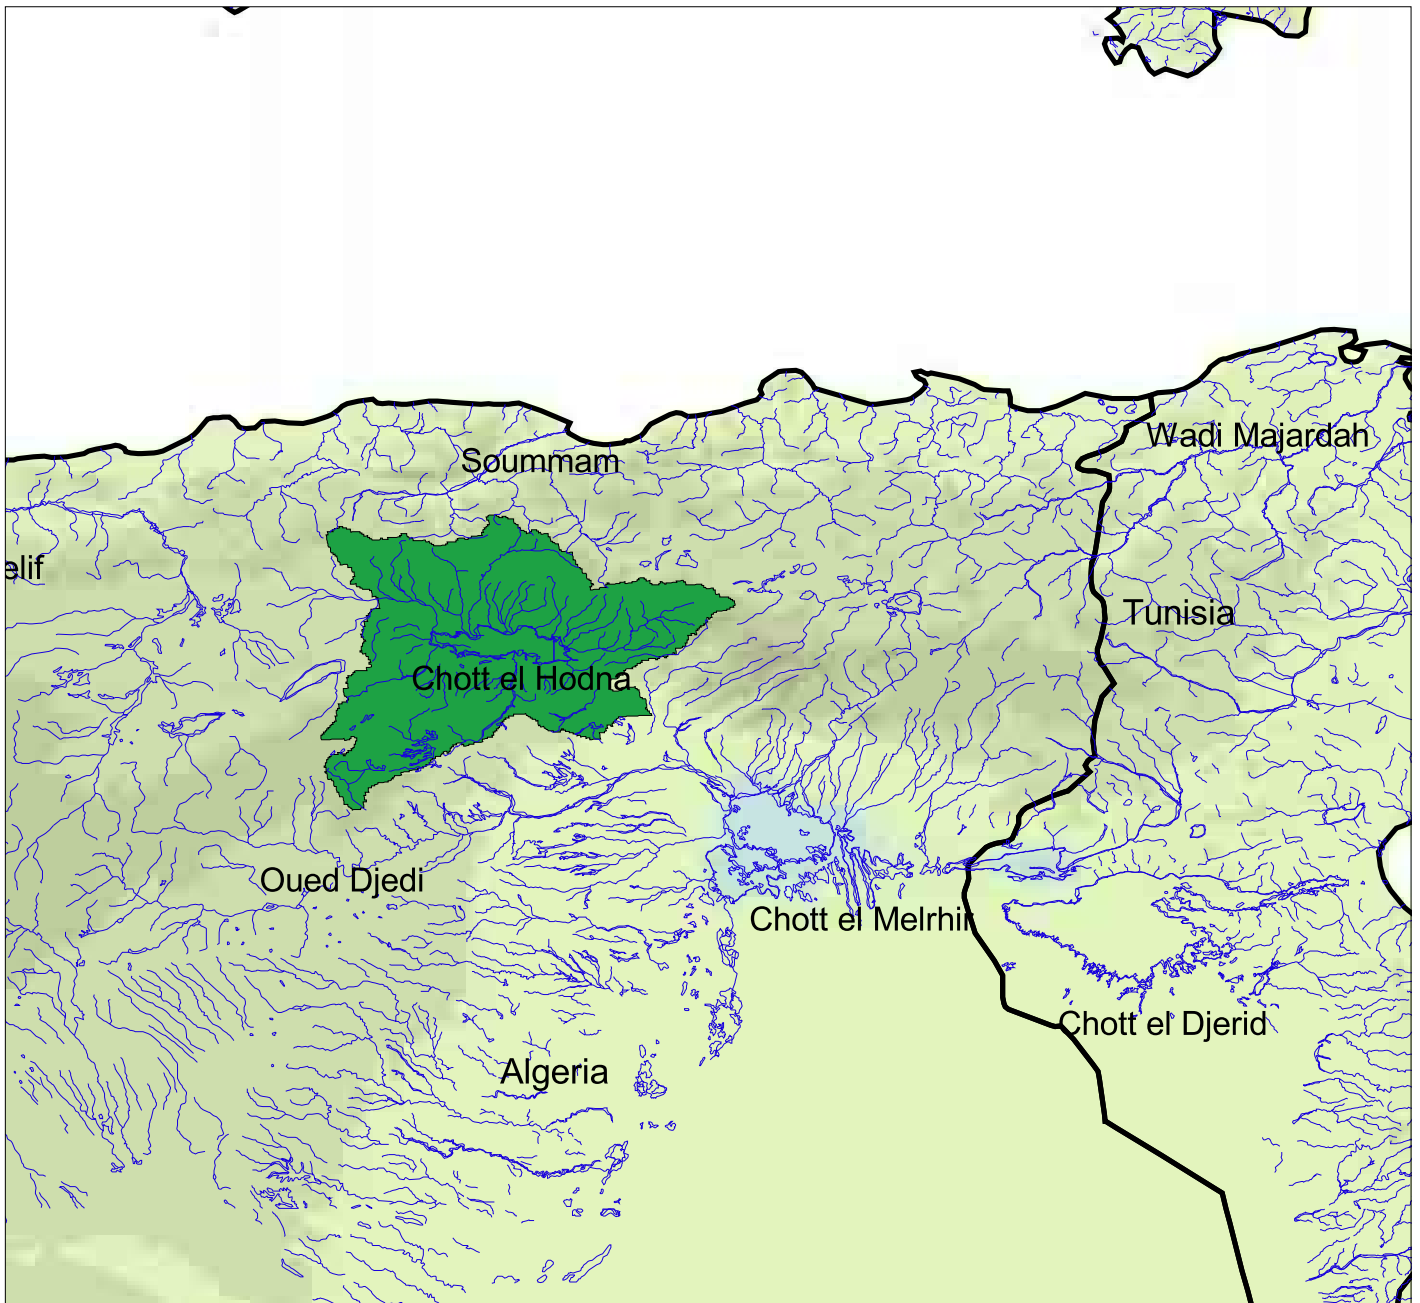 Wadi Majardah
Soummam
elif
Tunisia
Chott el Hodna
Oued Djedi
Chott el Melrhir
Chott el Djerid
Algeria